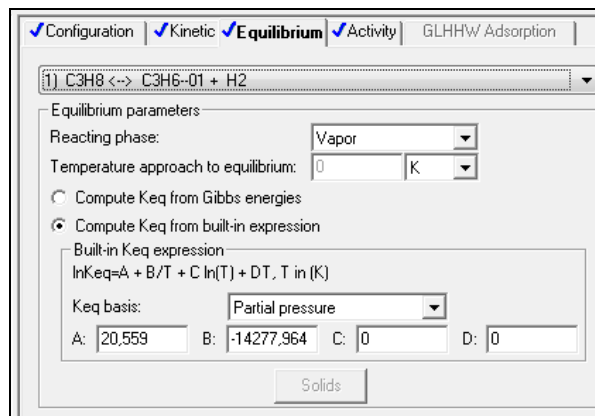 Configuration Kinetic Equilibrium Activity GLHHW Adsorption
1) C3H8 <--> C3H6--01 + H2
Equilibrium parameters
Reacting phase: Vapor
Temperature approach to equilibrium: 0 K
Compute Keq from Gibbs energies
Compute Keq from built-in expression
Built-in Keq expression
lnKeq=A + B/T + C ln(T) + DT, T in (K)
Keq basis: Partial pressure
A: 20,559 B: -14277,964 C: 0 D: 0
Solids